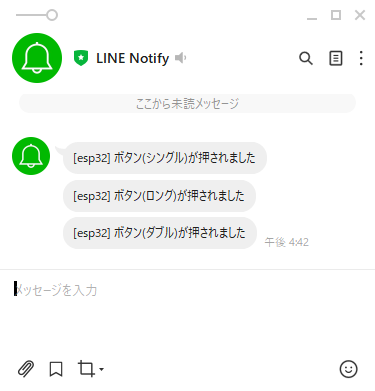 LINE Notify
ここから未読メッセージ
[esp32] ボタン(シングル)が押されました
[esp32] ボタン(ロング)が押されました
[esp32] ボタン(ダブル)が押されました
午後 4:42
メッセージを入力